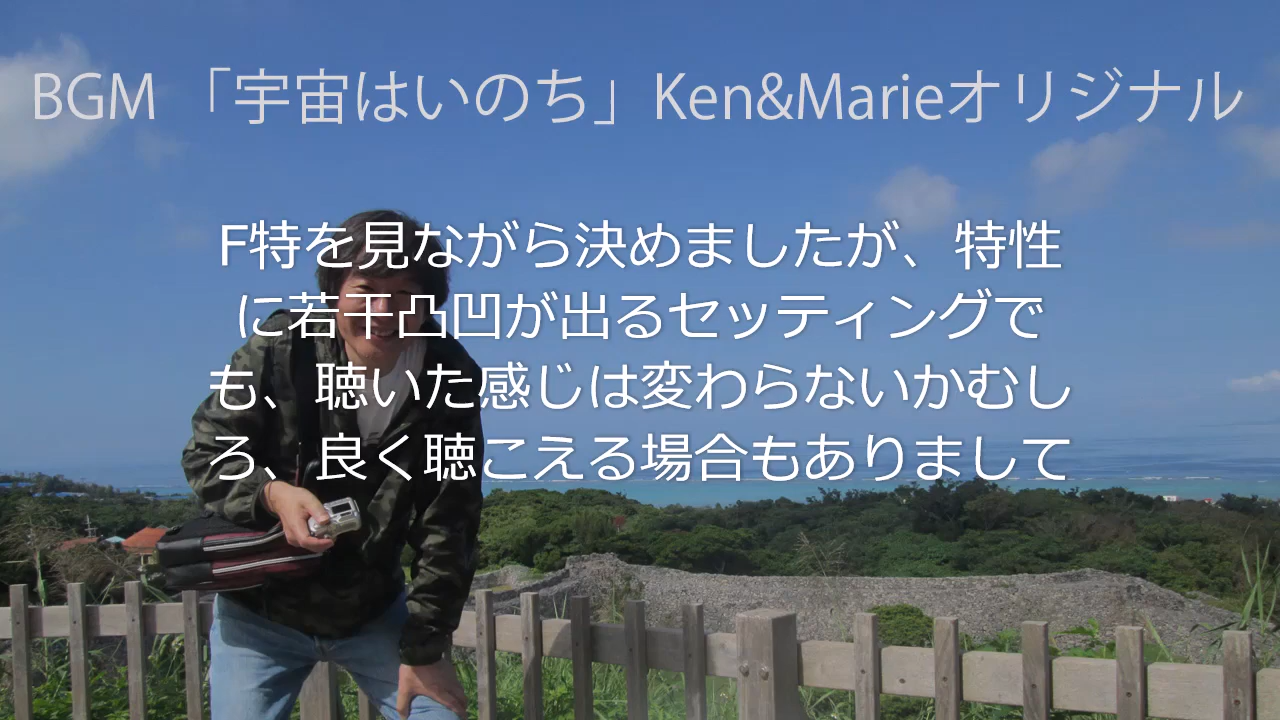 BGM 「宇宙はいのち」Ken&Marieオリジナル
F特を見ながら決めましたが、特性
に若干凸凹が出るセッティングで
も、聴いた感じは変わらないかむし
ろ、良く聴こえる場合もありまして